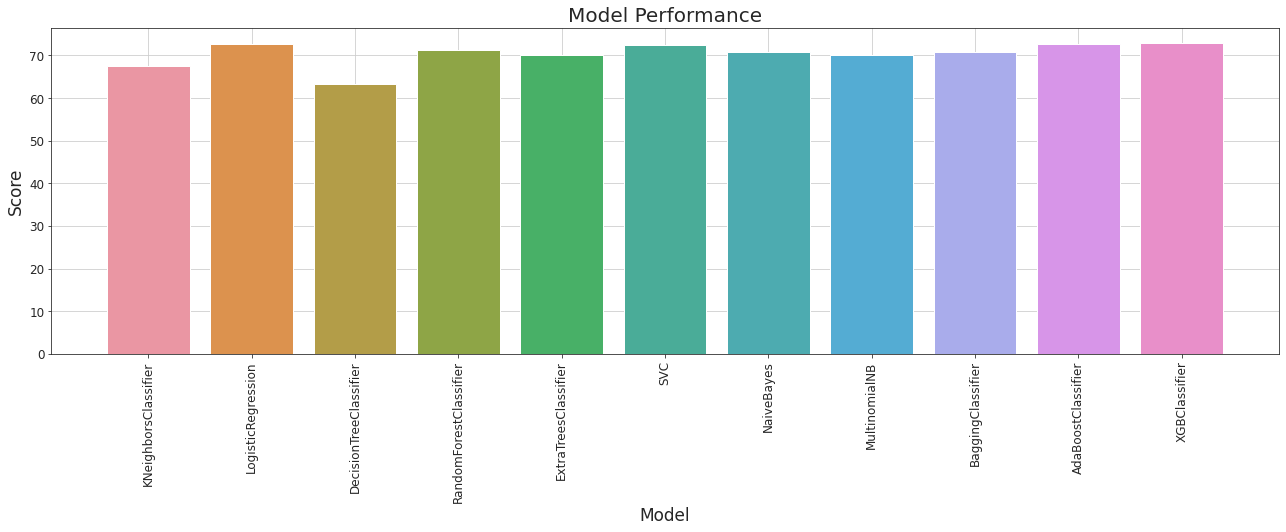 Model Performance
Score
70
60
50
40
30
20
10
0
KNeighborsClassifier
LogisticRegression
DecisionTreeClassifier
RandomForestClassifier
ExtraTreesClassifier
SVC
NaiveBayes
MultinomialNB
BaggingClassifier
AdaBoostClassifier
XGBClassifier
Model